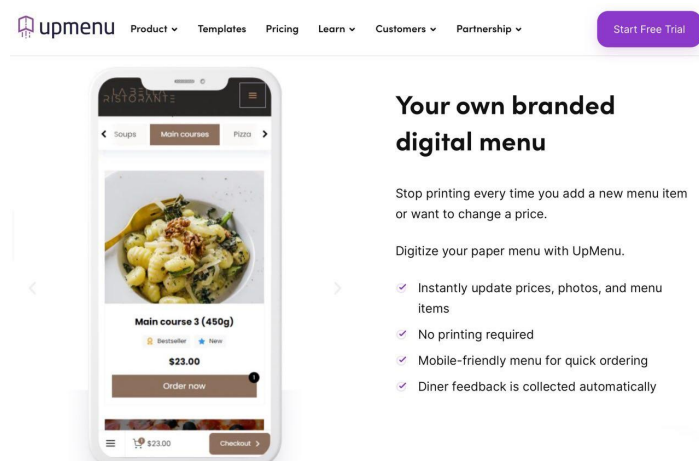 upmenu
Product
Templates
Pricing
Learn
Customers
Partnership
Start Free Trial
LA BELLA
RISTORANTE
Soups
Main courses
Pizza
Main course 3 (450g)
Bestseller
New
$23.00
Order now
1
$23.00
Checkout
Your own branded
digital menu
Stop printing every time you add a new menu item
or want to change a price.
Digitize your paper menu with UpMenu.
Instantly update prices, photos, and menu
items
No printing required
Mobile-friendly menu for quick ordering
Diner feedback is collected automatically